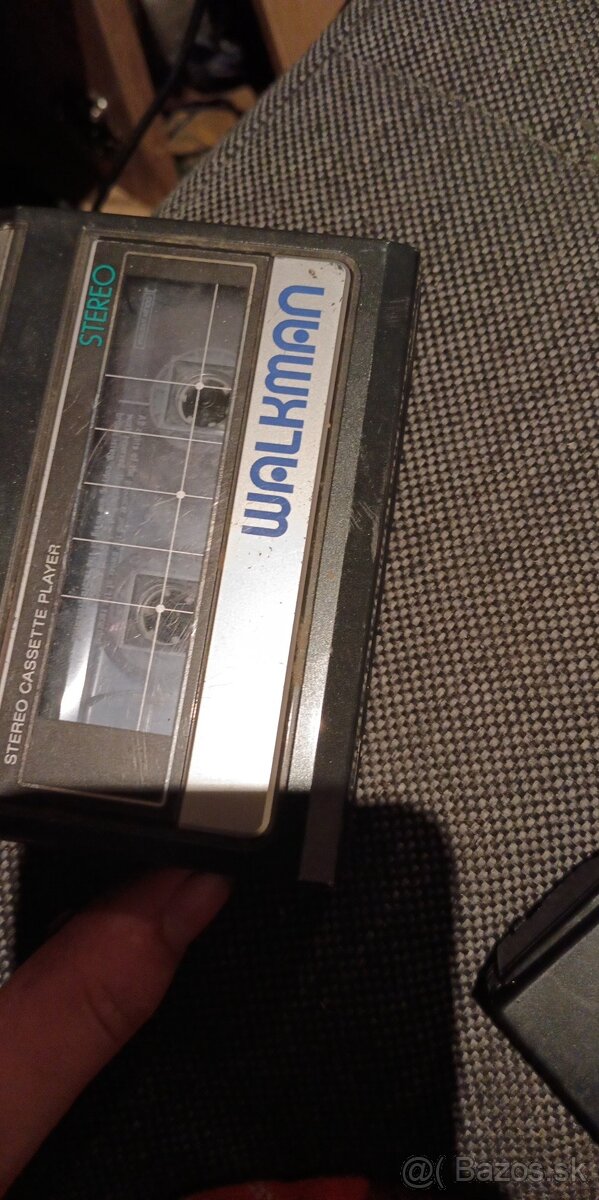 STEREO
WALKMAN
STEREO CASSETTE PLAYER
@ Bazos.sk